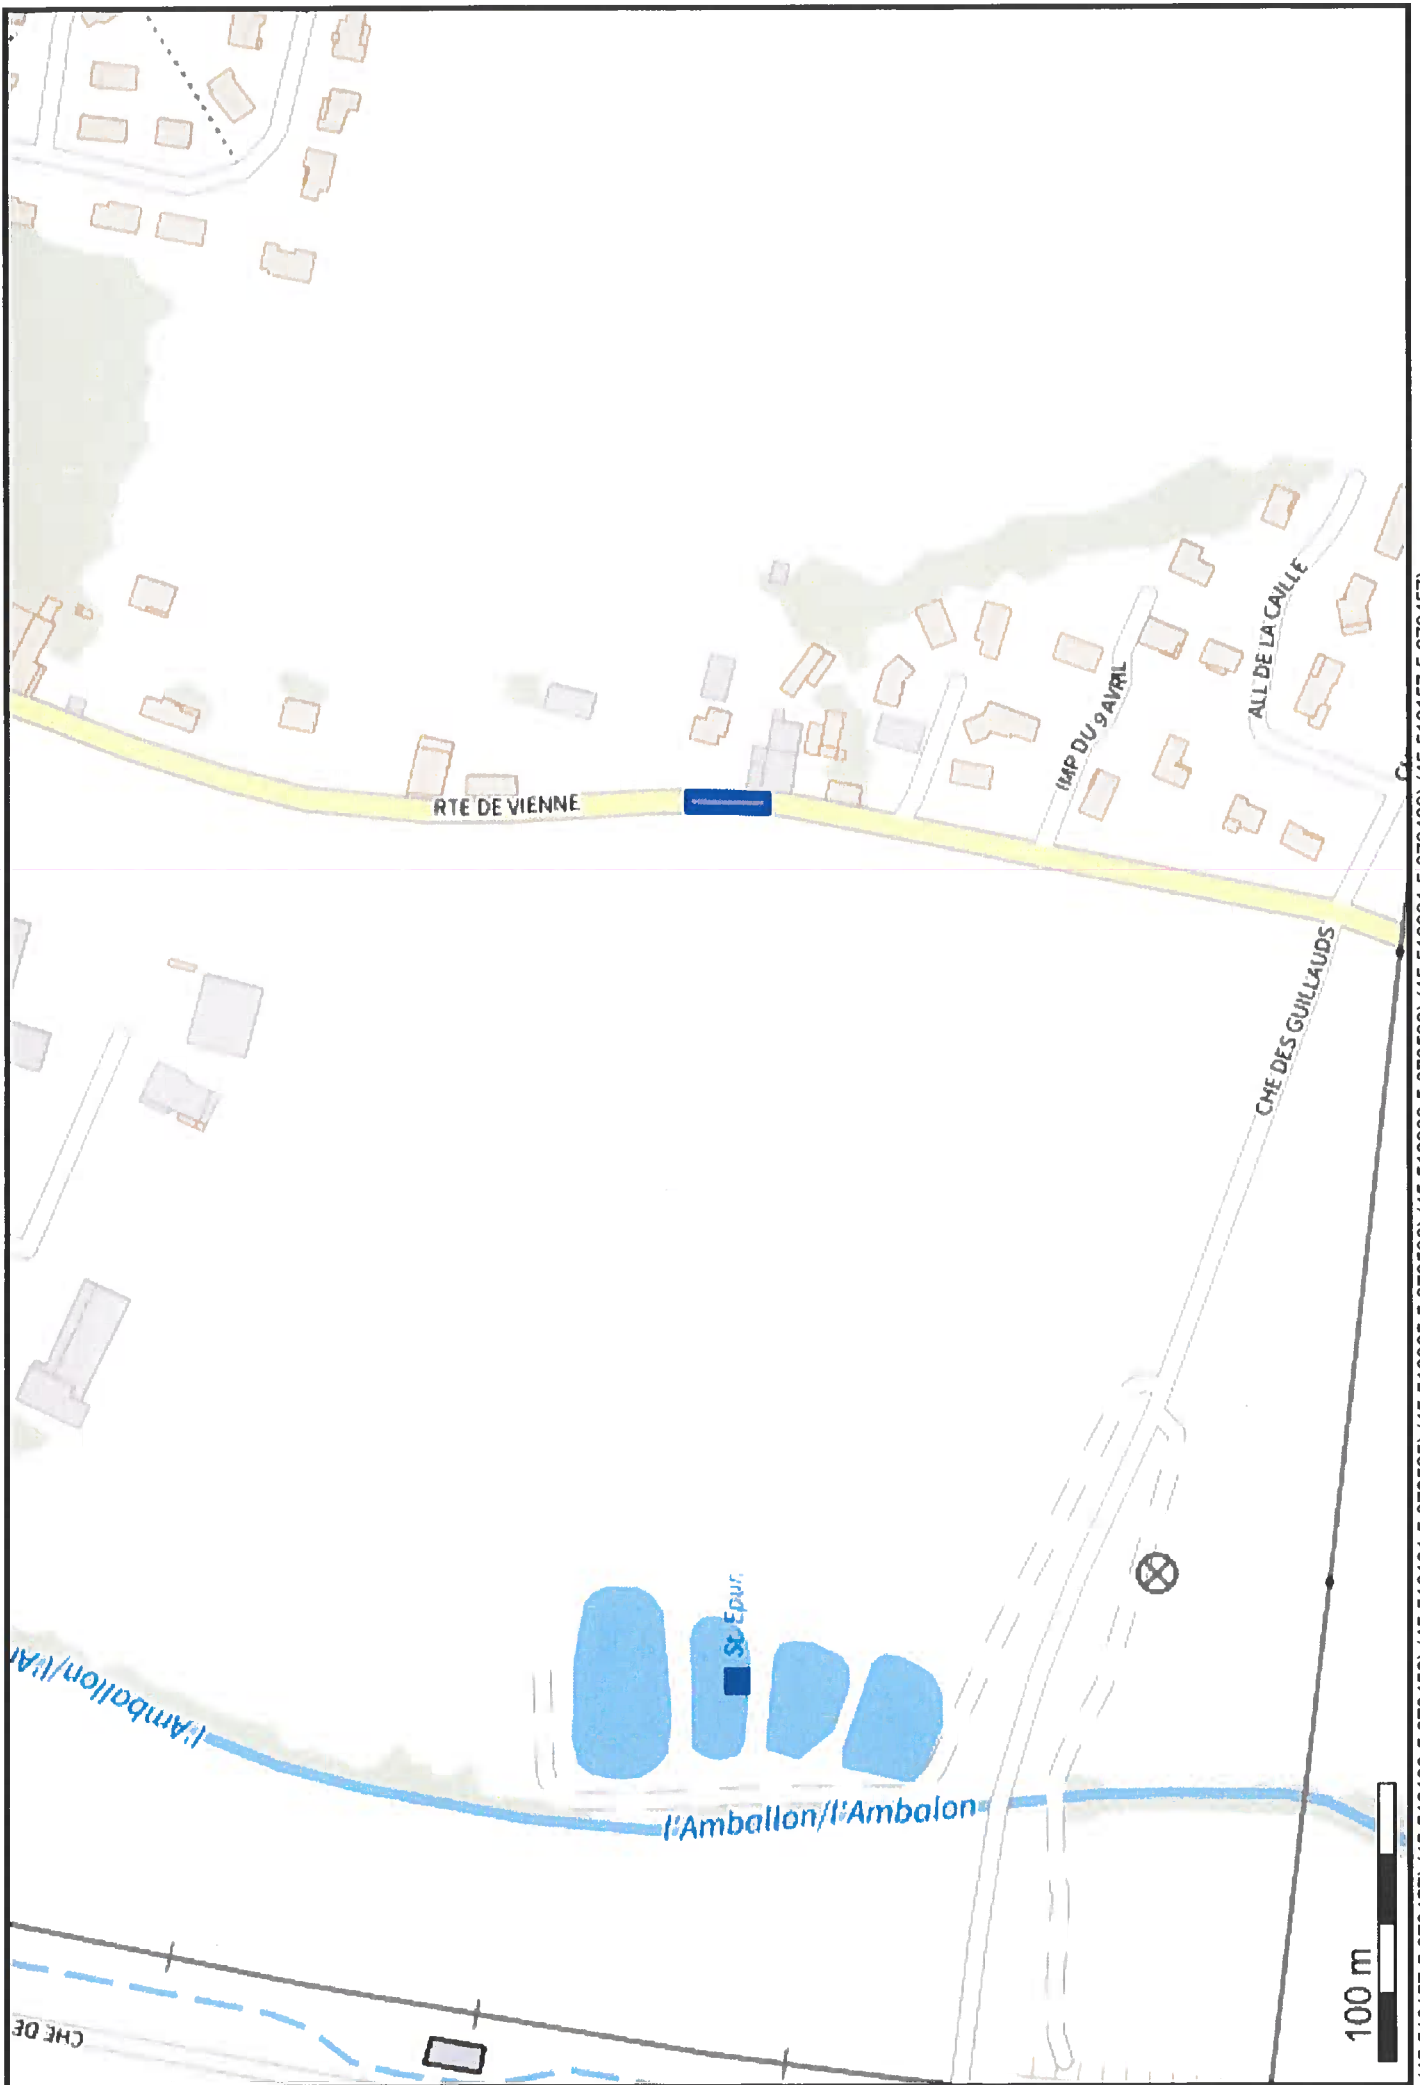 RTE DE VIENNE
IMP DU 9 AVRIL
ALL DE LA CAILLE
CHE DES GUILLAUDS
St Epur.
l'Amballon/l'Ambalon
l'Amballon/l'A
CHE DE
100 m